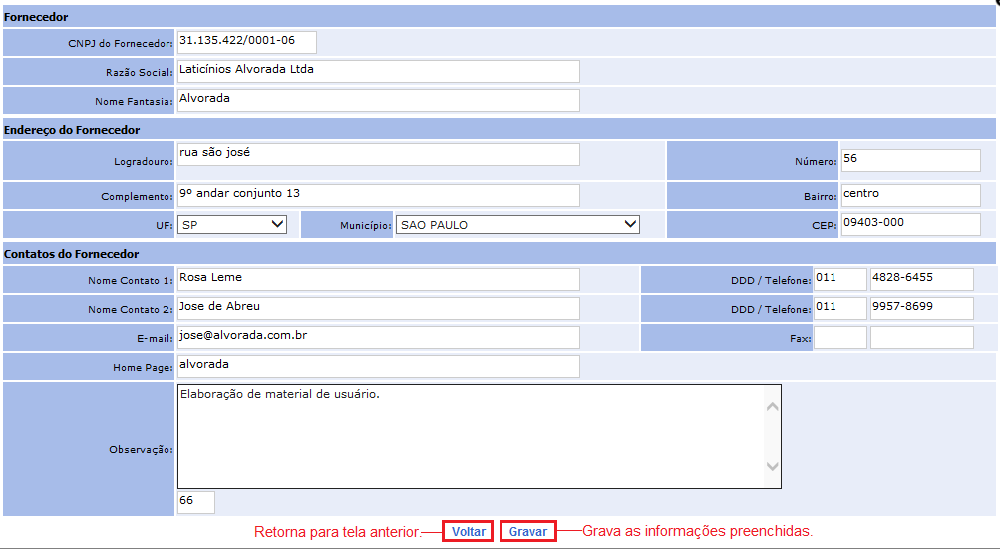 Fornecedor
CNPJ do Fornecedor: 31.135.422/0001-06
Razão Social: Laticínios Alvorada Ltda
Nome Fantasia: Alvorada
Endereço do Fornecedor
Logradouro: rua são josé Número: 56
Complemento: 9º andar conjunto 13 Bairro: centro
UF: SP Município: SAO PAULO CEP: 09403-000
Contatos do Fornecedor
Nome Contato 1: Rosa Leme DDD / Telefone: 011 4828-6455
Nome Contato 2: Jose de Abreu DDD / Telefone: 011 9957-8699
E-mail: jose@alvorada.com.br Fax:
Home Page: alvorada
Observação: Elaboração de material de usuário.
66
Retorna para tela anterior. Voltar Gravar Grava as informações preenchidas.